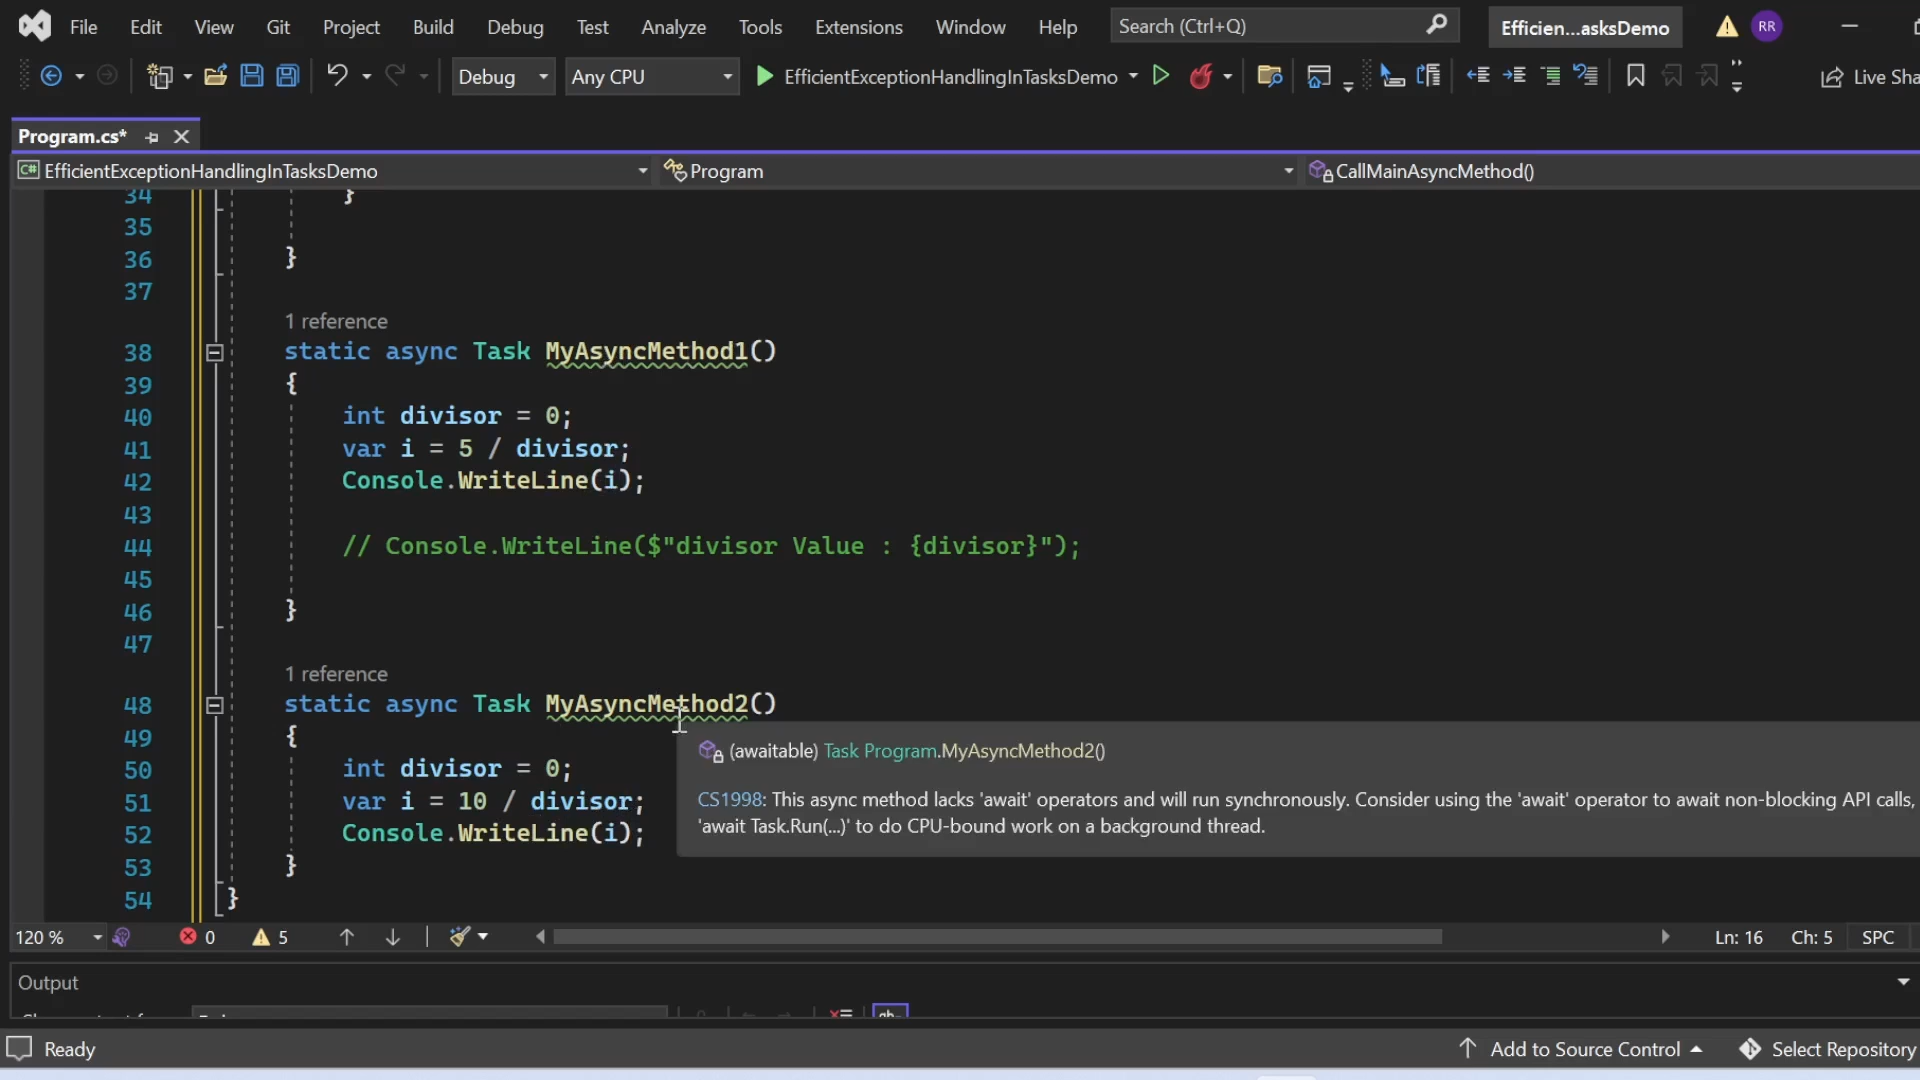 File Edit View Git Project Build Debug Test Analyze Tools Extensions Window Help Search (Ctrl+Q) Efficien...asksDemo RR
Debug Any CPU EfficientExceptionHandlingInTasksDemo Live Sha
Program.cs*
C# EfficientExceptionHandlingInTasksDemo Program CallMainAsyncMethod()
34 }
35
36 }
37
1 reference
38 static async Task MyAsyncMethod1()
39 {
40 int divisor = 0;
41 var i = 5 / divisor;
42 Console.WriteLine(i);
43
44 // Console.WriteLine($"divisor Value : {divisor}");
45
46 }
47
1 reference
48 static async Task MyAsyncMethod2()
49 {
(awaitable) Task Program.MyAsyncMethod2()
50 int divisor = 0;
CS1998: This async method lacks 'await' operators and will run synchronously. Consider using the 'await' operator to await non-blocking API calls,
51 var i = 10 / divisor;
'await Task.Run(...)' to do CPU-bound work on a background thread.
52 Console.WriteLine(i);
53 }
54 }
120 % 0 5 Ln: 16 Ch: 5 SPC
Output
Ready Add to Source Control Select Repository